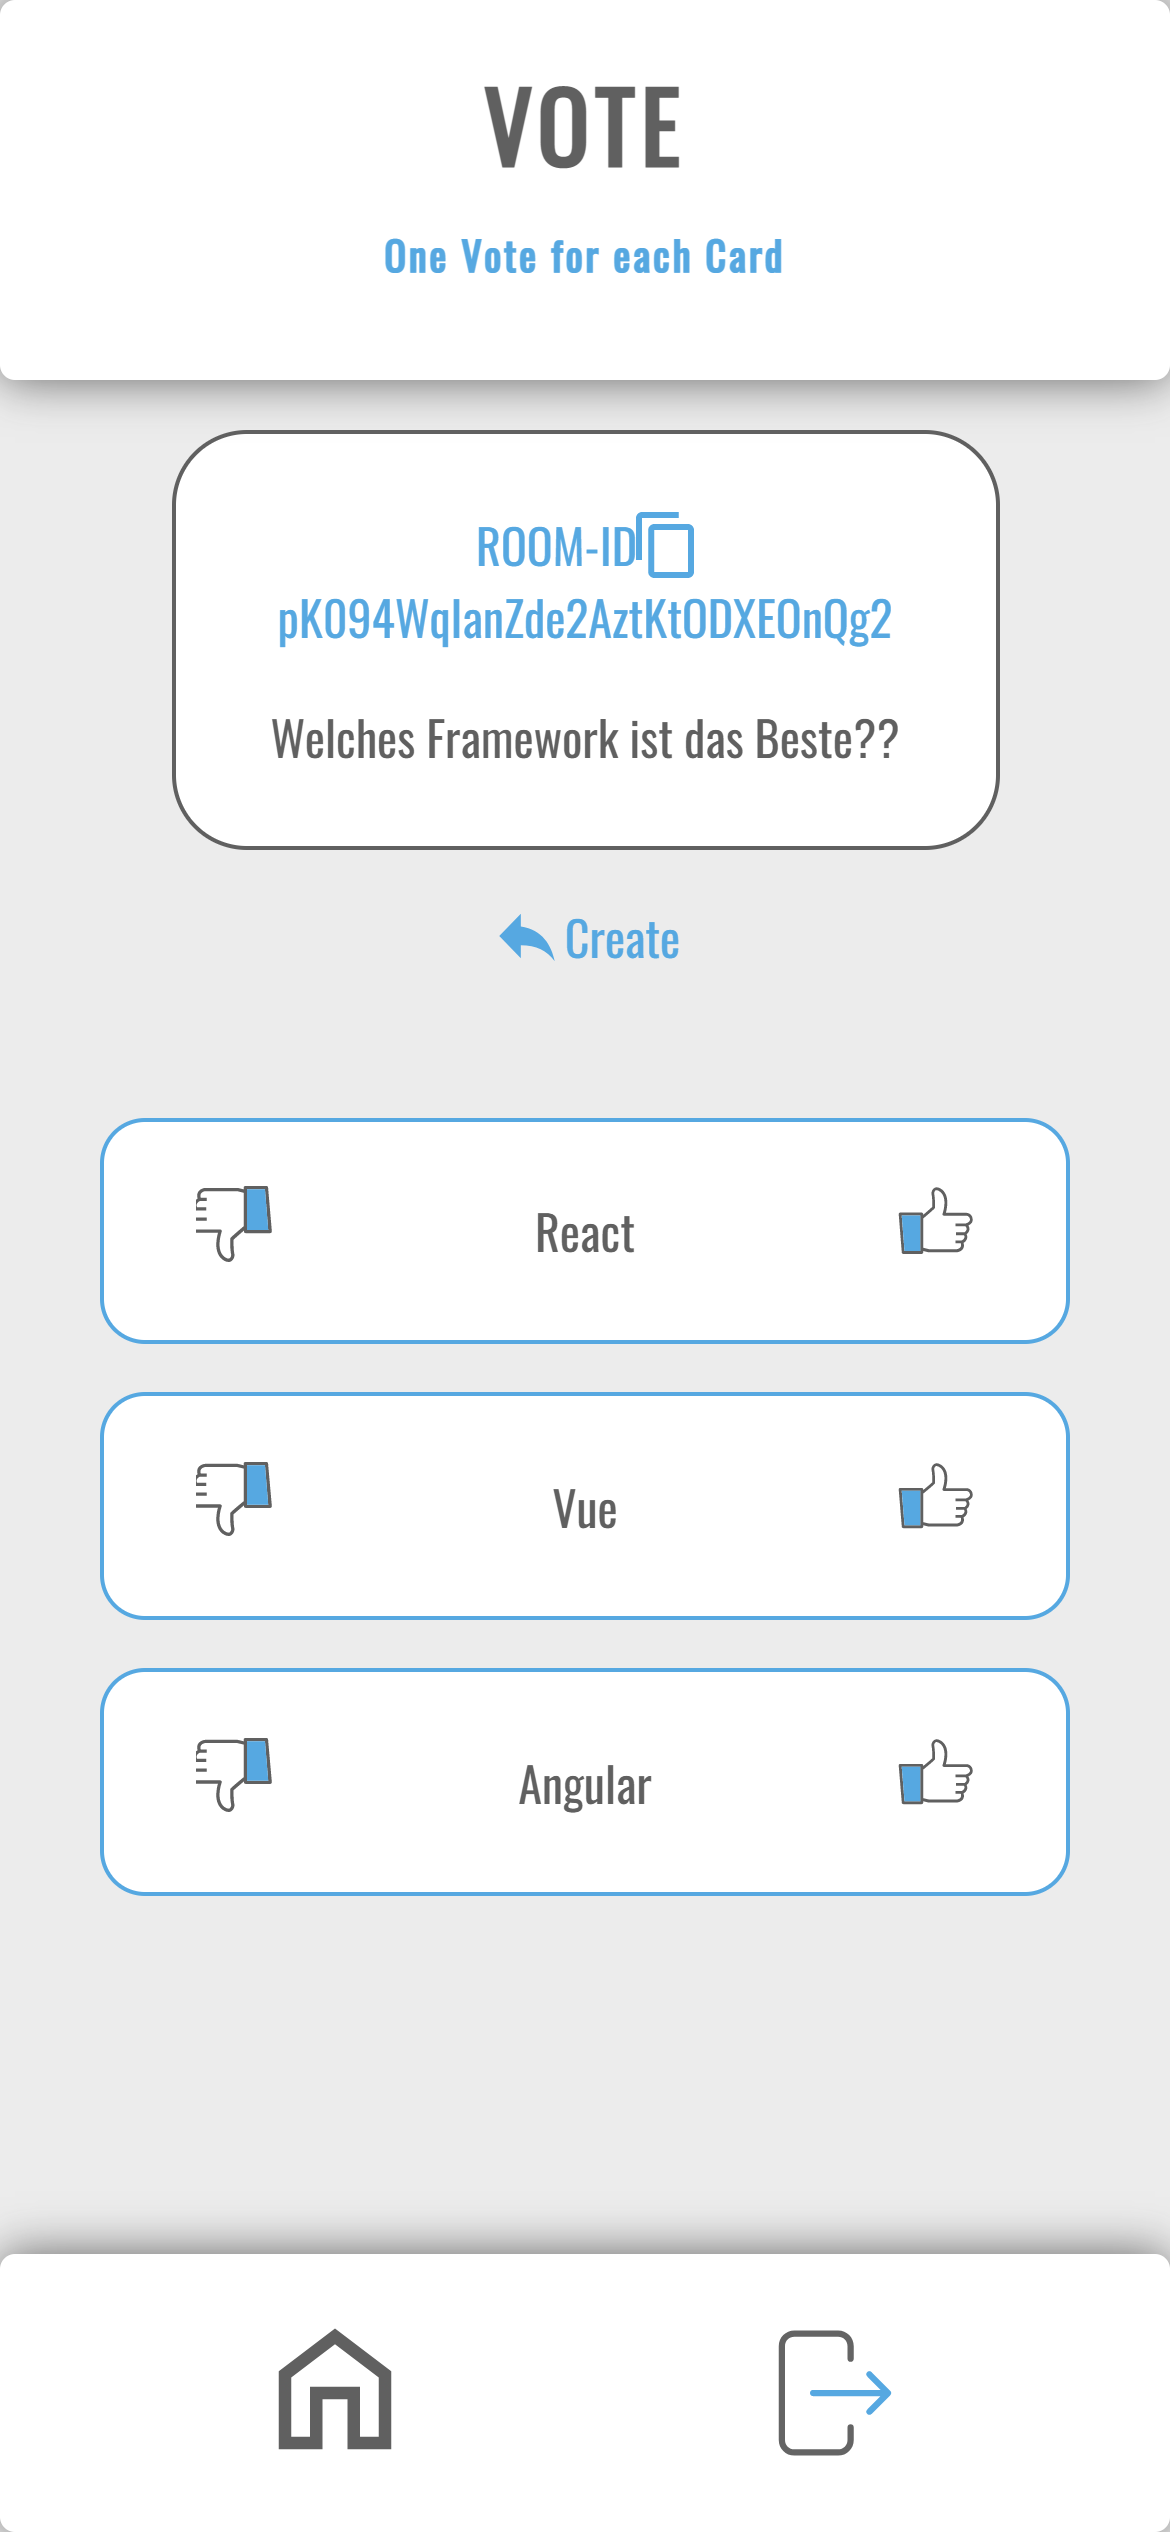 VOTE
One Vote for each Card
ROOM-ID
pK094WqlanZde2AztKtODXEOnQg2
Welches Framework ist das Beste??
Create
React
Vue
Angular